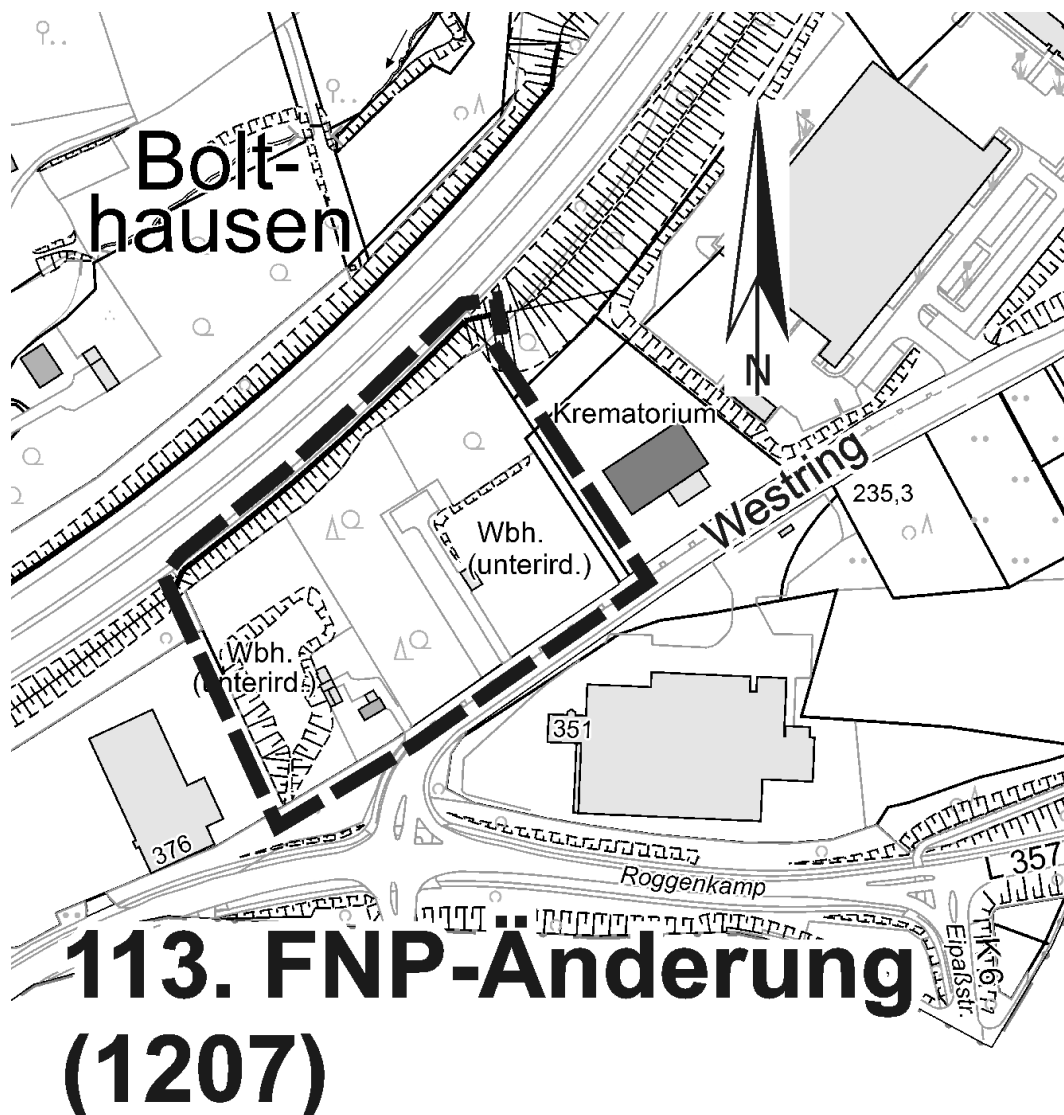 Bolt-
hausen
N
Krematorium
Westring
235,3
Wbh.
(unterird.)
Wbh.
(unterird.)
351
376
Roggenkamp
L 357
K 6
Eipaßstr.
113. FNP-Änderung
(1207)